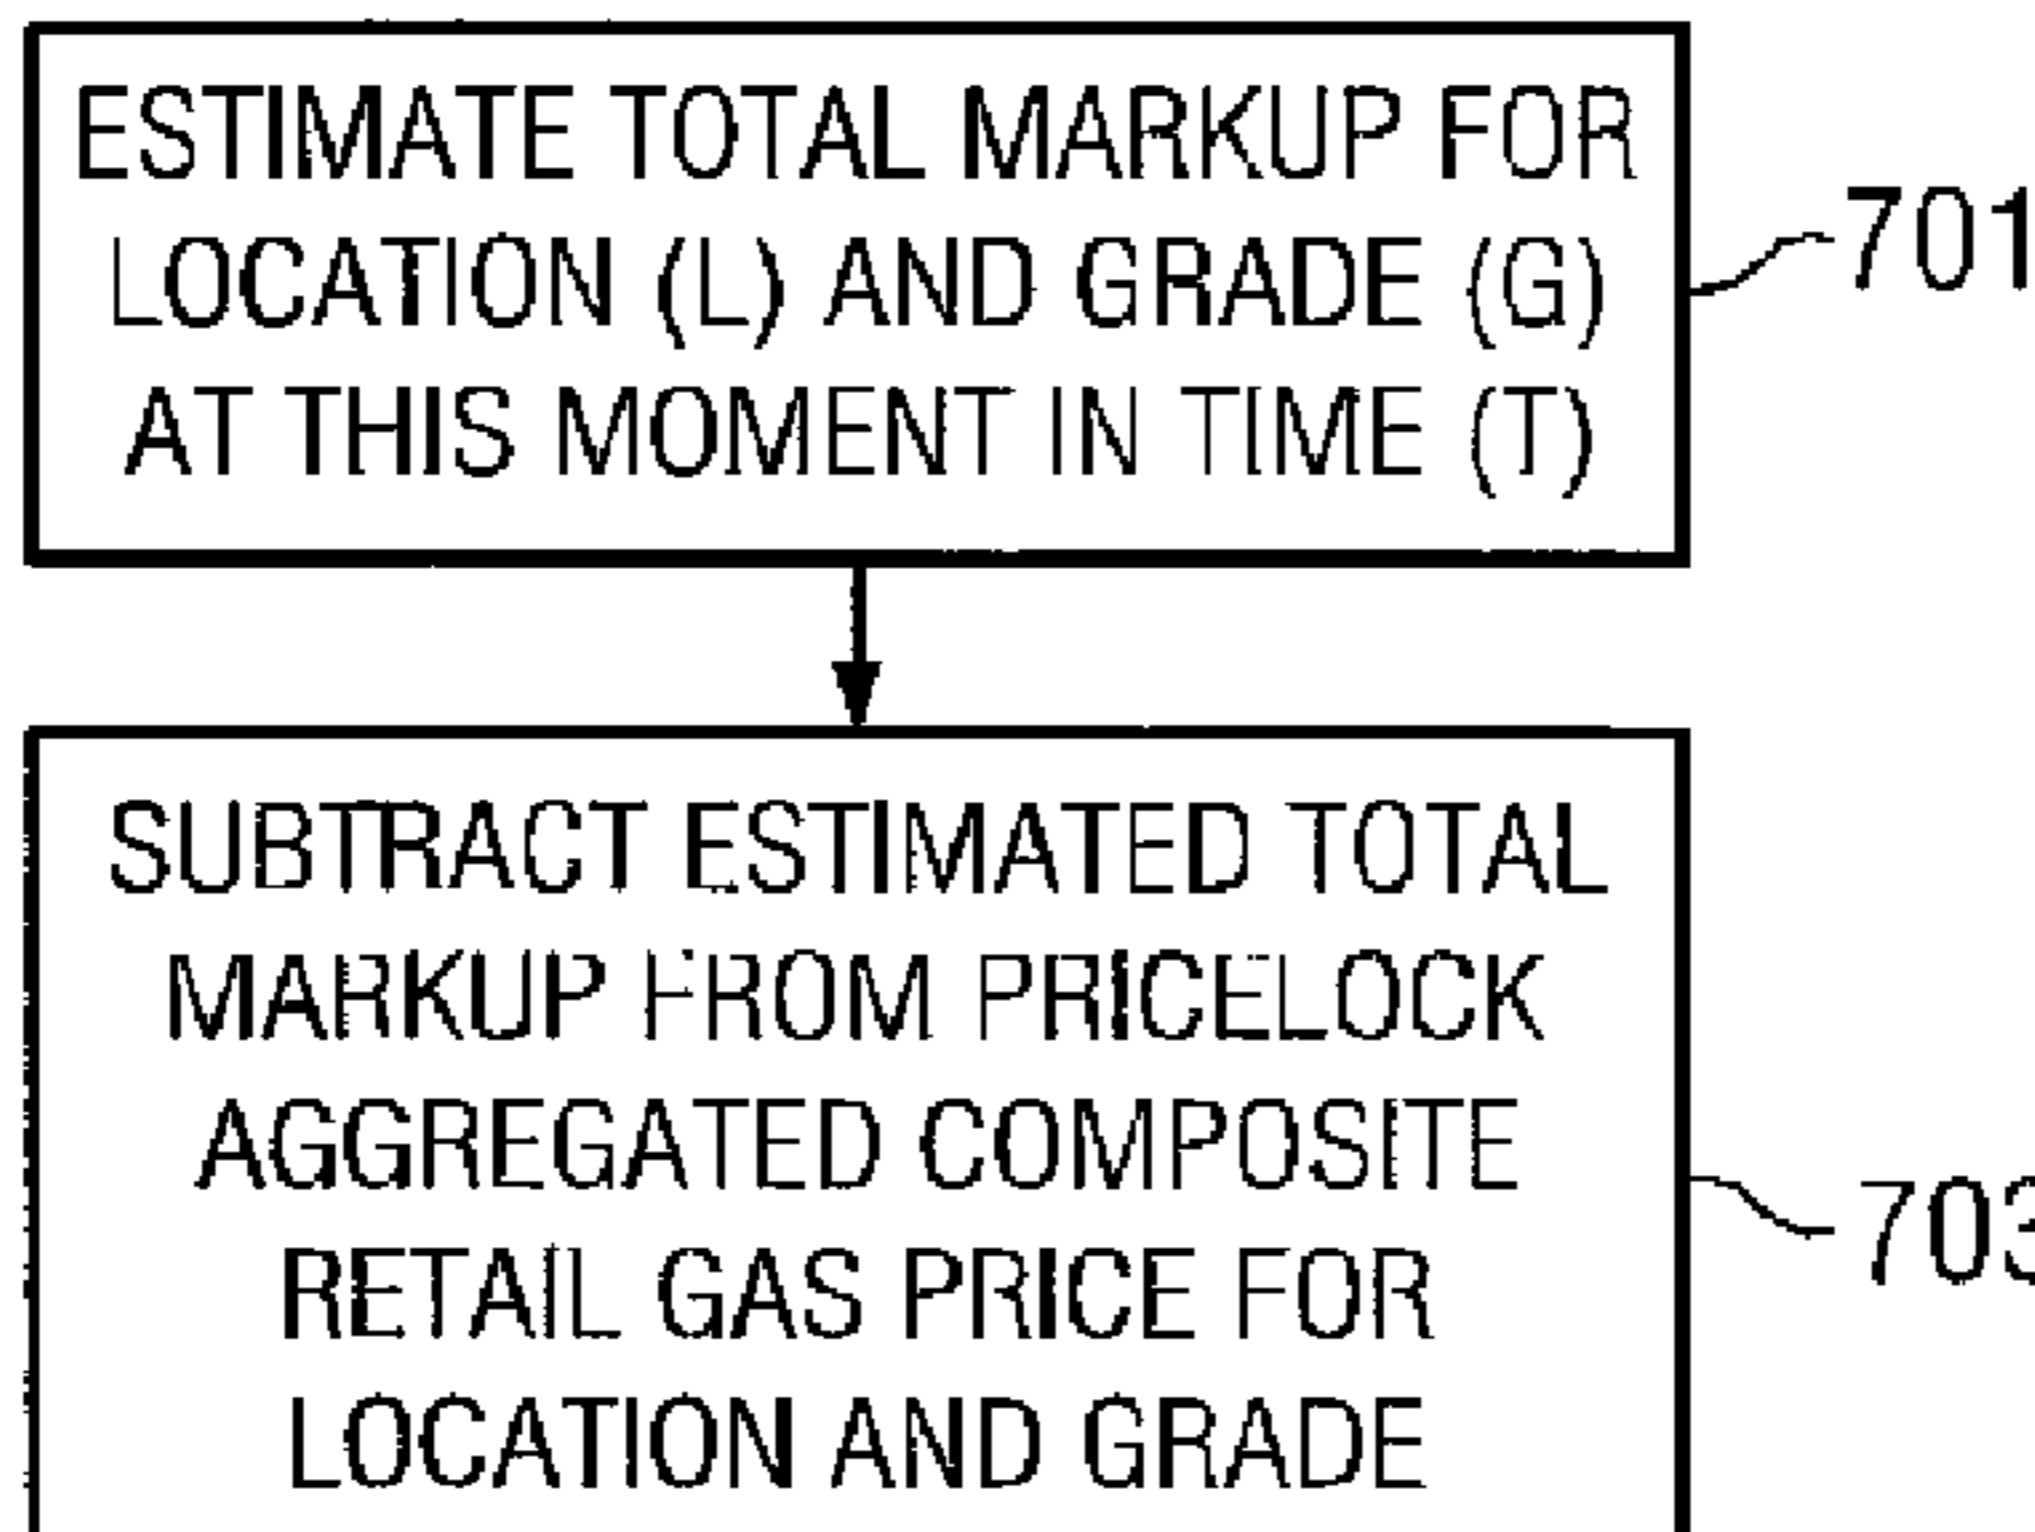 ESTIMATE TOTAL MARKUP FOR
LOCATION (L) AND GRADE (G)
AT THIS MOMENT IN TIME (T)
701
SUBTRACT ESTIMATED TOTAL
MARKUP FROM PRICELOCK
AGGREGATED COMPOSITE
RETAIL GAS PRICE FOR
LOCATION AND GRADE
703